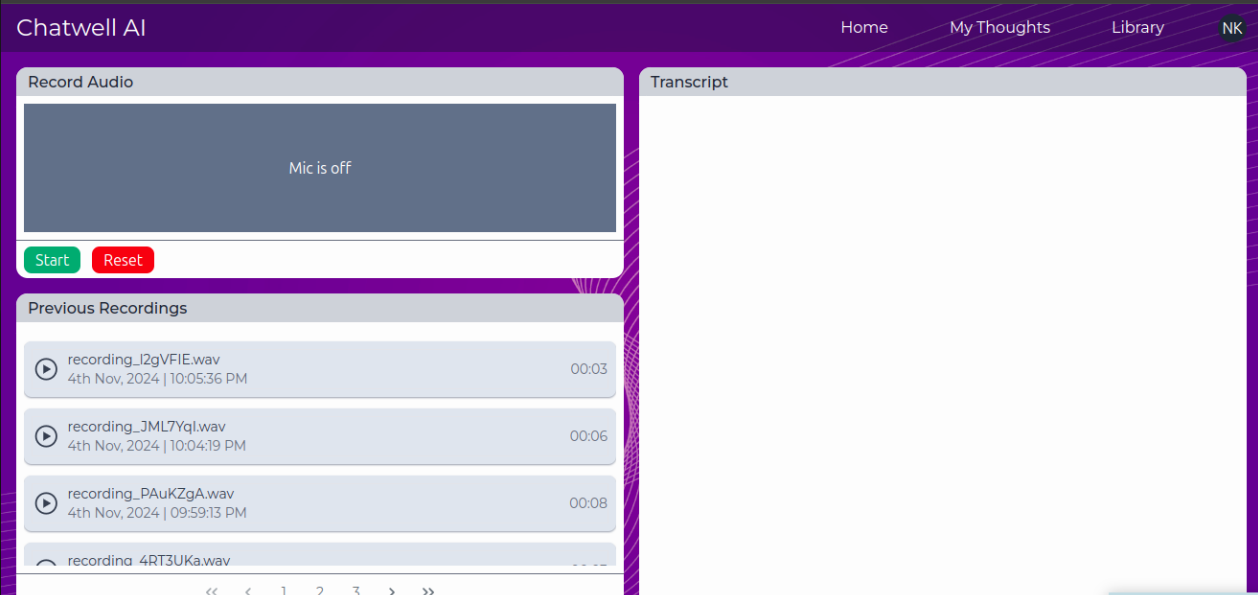 Chatwell AI
Home My Thoughts Library NK
Record Audio
Mic is off
Start Reset
Previous Recordings
recording_I2gVFIE.wav
4th Nov, 2024 | 10:05:36 PM
00:03
recording_JML7YqI.wav
4th Nov, 2024 | 10:04:19 PM
00:06
recording_PAuKZgA.wav
4th Nov, 2024 | 09:59:13 PM
00:08
recording_4RT3UKa.wav
« ‹ 1 2 3 › »
Transcript